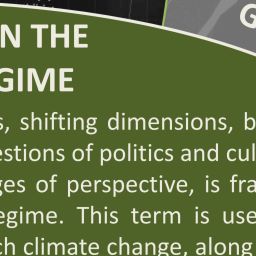 G
N THE
GIME
s, shifting dimensions, b
estions of politics and cul
ges of perspective, is fra
egime. This term is use
ch climate change, along